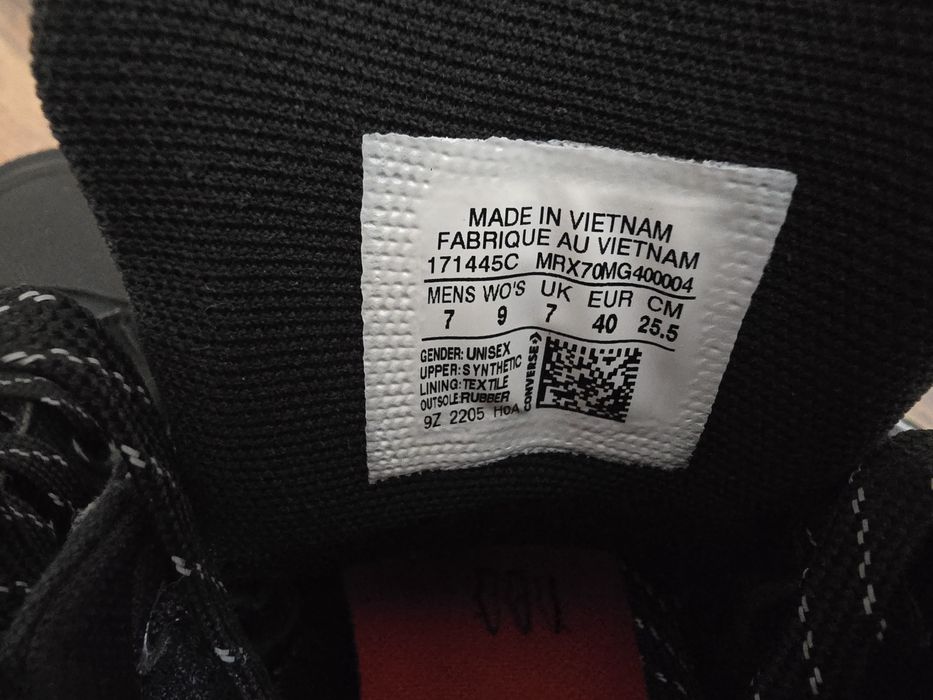 MADE IN VIETNAM
FABRIQUE AU VIETNAM
171445C MRX70MG400004
MENS WO'S UK EUR CM
7 9 7 40 25.5
GENDER: UNISEX
UPPER: SYNTHETIC
LINING: TEXTILE
OUTSOLE: RUBBER
9Z 2205 HoA
CONVERSE